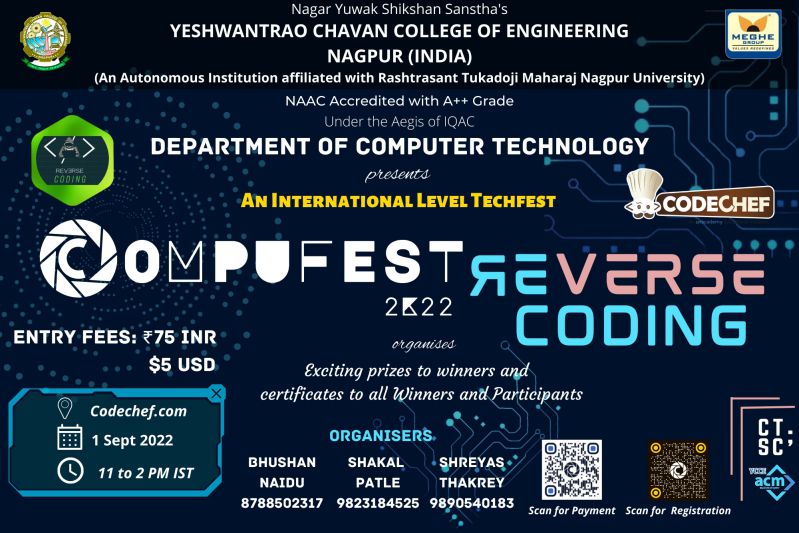 Nagar Yuwak Shikshan Sanstha's
YESHWANTRAO CHAVAN COLLEGE OF ENGINEERING
NAGPUR (INDIA)
(An Autonomous Institution affiliated with Rashtrasant Tukadoji Maharaj Nagpur University)
MEGHE
GROUP
VALUES REDEFINED
NAAC Accredited with A++ Grade
Under the Aegis of IQAC
DEPARTMENT OF COMPUTER TECHNOLOGY
presents
AN INTERNATIONAL LEVEL TECHFEST
REVERSE
CODING
CODECHEF
COMPUFEST
2K22
REVERSE
CODING
ENTRY FEES: ₹75 INR
$5 USD
organises
Exciting prizes to winners and
certificates to all Winners and Participants
Codechef.com
1 Sept 2022
11 to 2 PM IST
ORGANISERS
BHUSHAN NAIDU 8788502317
SHAKAL PATLE 9823184525
SHREYAS THAKREY 9890540183
Scan for Payment
Scan for Registration
CT.
SC'
YCCE
acm